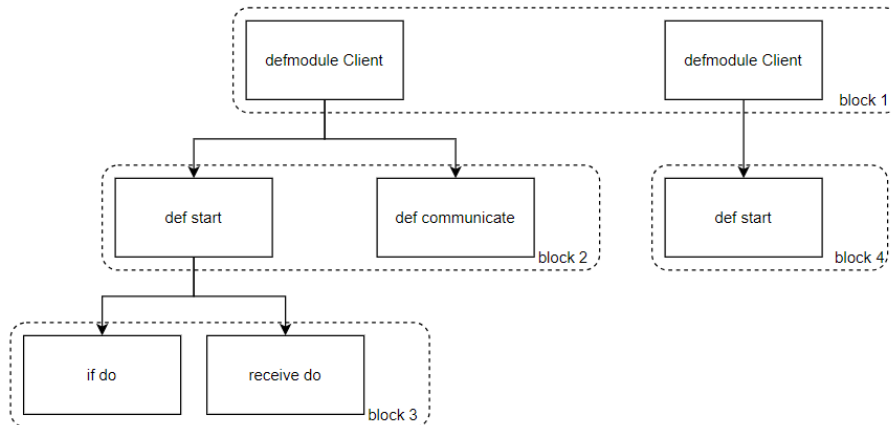 defmodule Client
defmodule Client
block 1
def start
def communicate
def start
block 2
block 4
if do
receive do
block 3